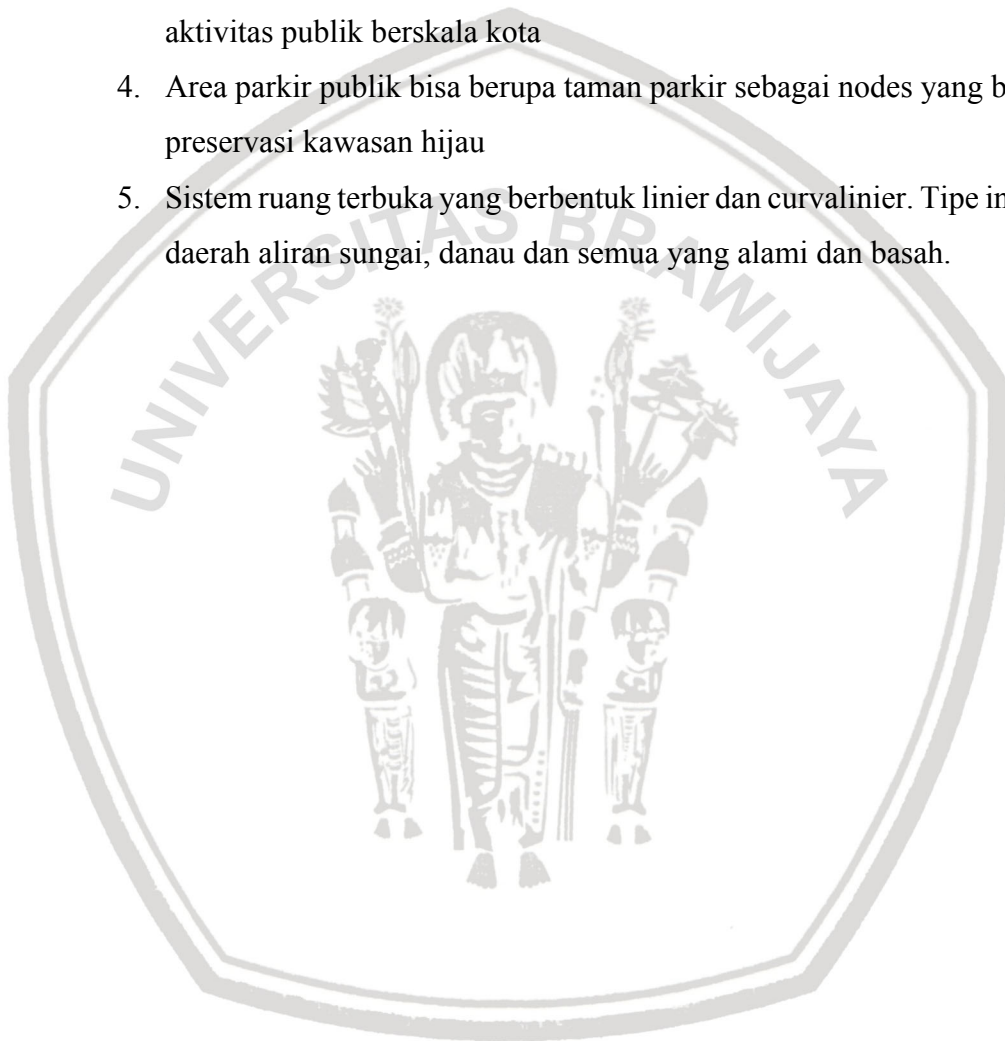 aktivitas publik berskala kota
4. Area parkir publik bisa berupa taman parkir sebagai nodes yang b
preservasi kawasan hijau
5. Sistem ruang terbuka yang berbentuk linier dan curvalinier. Tipe in
daerah aliran sungai, danau dan semua yang alami dan basah.
UNIVERSITAS BRAWIJAYA